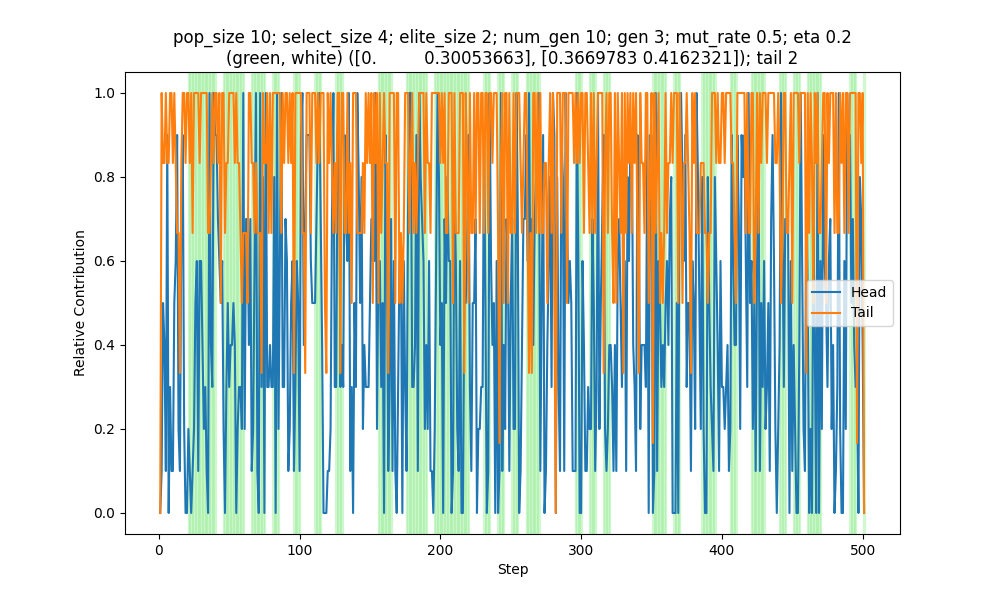 pop_size 10; select_size 4; elite_size 2; num_gen 10; gen 3; mut_rate 0.5; eta 0.2
(green, white) ([0.         0.30053663], [0.3669783 0.4162321]); tail 2
Relative Contribution
1.0
0.8
0.6
0.4
0.2
0.0
Head
Tail
0 100 200 300 400 500
Step